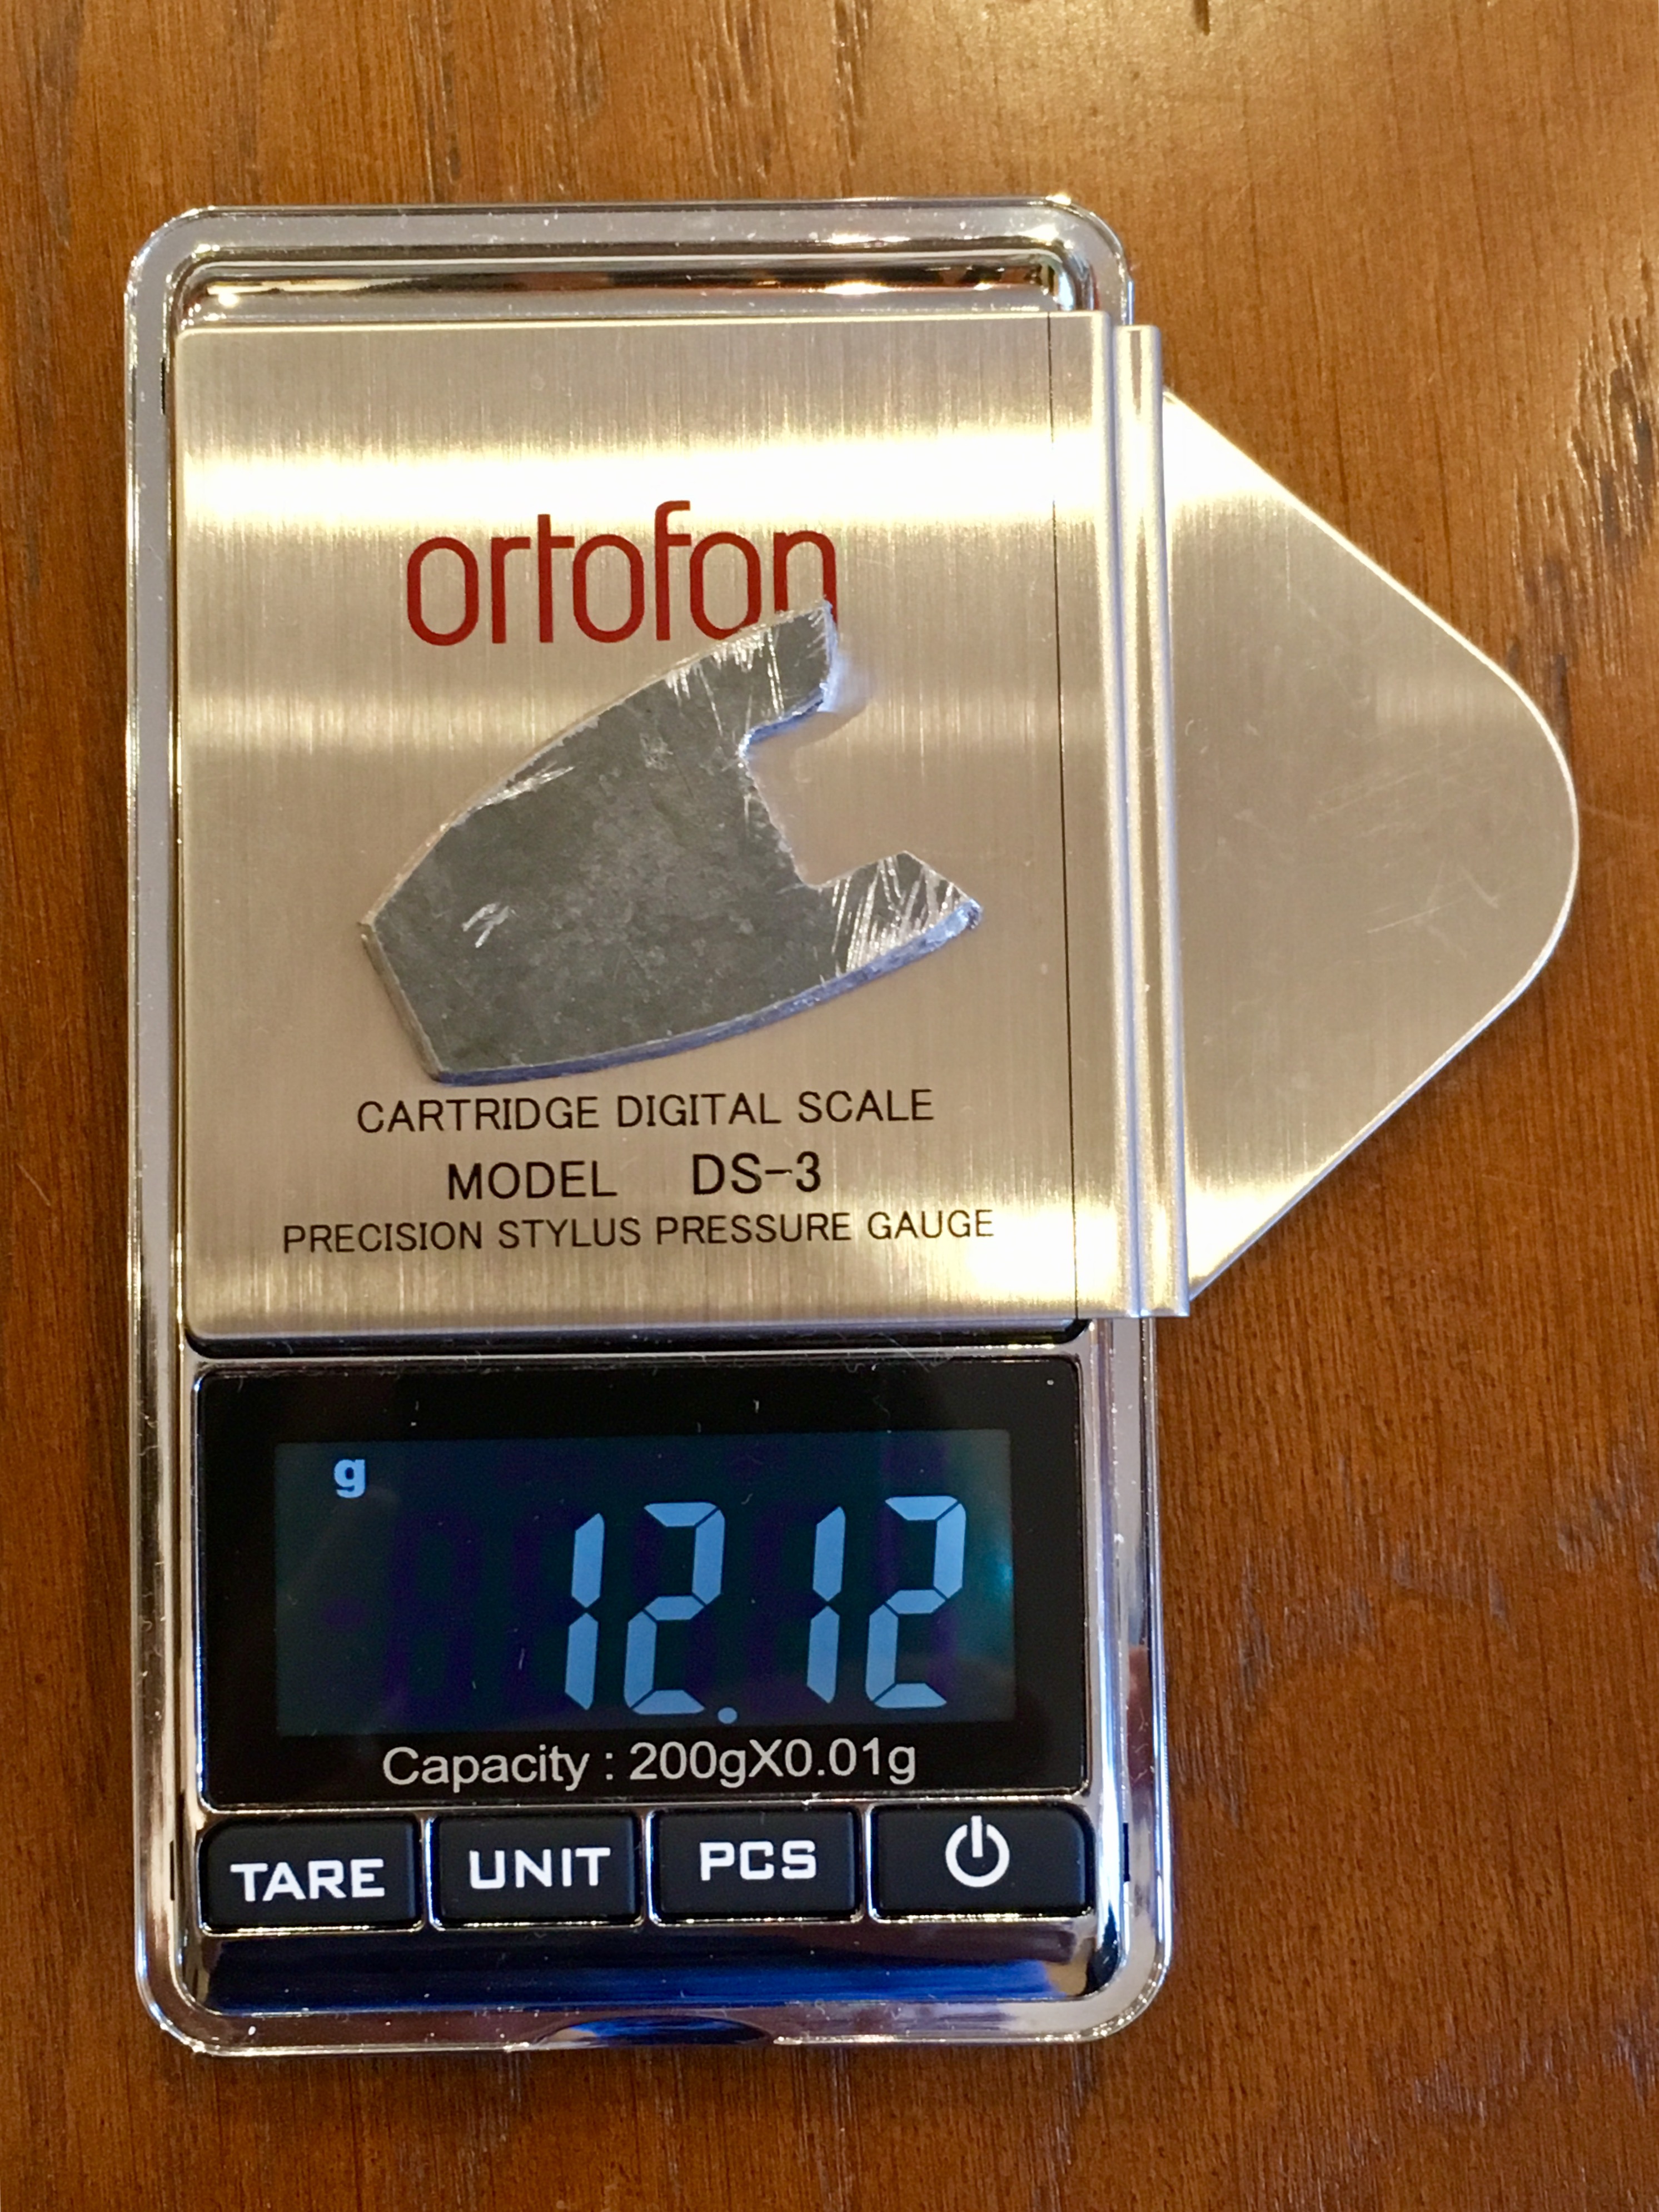 ortofon
CARTRIDGE DIGITAL SCALE
MODEL DS-3
PRECISION STYLUS PRESSURE GAUGE
g
12.12
Capacity : 200gX0.01g
TARE UNIT PCS